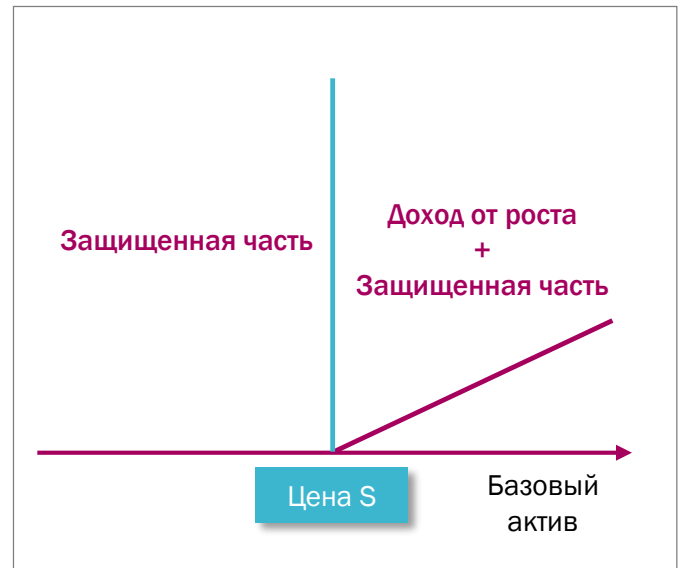 Защищенная часть
Доход от роста
+
Защищенная часть
Цена S
Базовый
актив